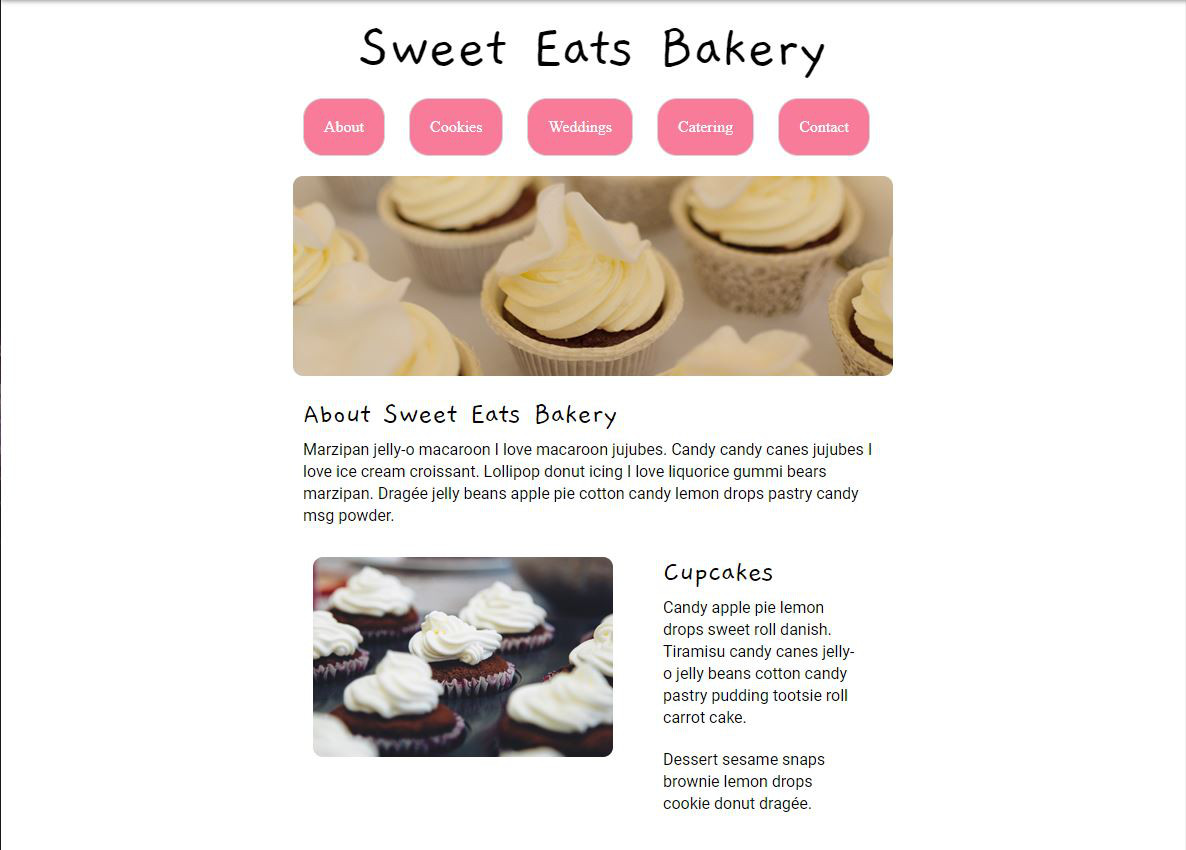 Sweet Eats Bakery
About Cookies Weddings Catering Contact
About Sweet Eats Bakery
Marzipan jelly-o macaroon I love macaroon jujubes. Candy candy canes jujubes I
love ice cream croissant. Lollipop donut icing I love liquorice gummi bears
marzipan. Dragée jelly beans apple pie cotton candy lemon drops pastry candy
msg powder.
Cupcakes
Candy apple pie lemon
drops sweet roll danish.
Tiramisu candy canes jelly-
o jelly beans cotton candy
pastry pudding tootsie roll
carrot cake.
Dessert sesame snaps
brownie lemon drops
cookie donut dragée.